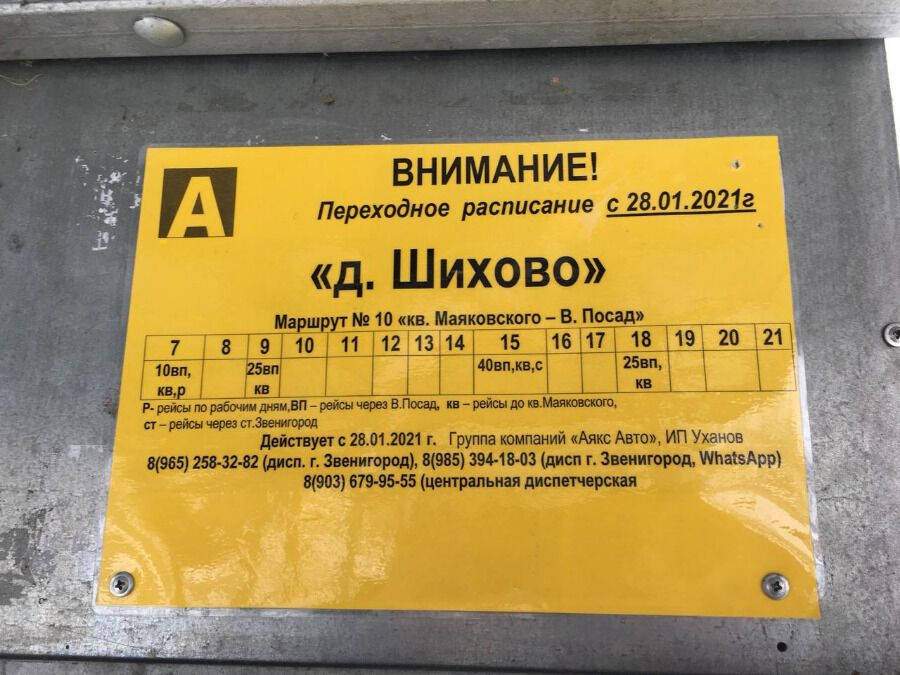 А
ВНИМАНИЕ!
Переходное расписание с 28.01.2021г
«д. Шихово»
Маршрут № 10 «кв. Маяковского – В. Посад»
7 8 9 10 11 12 13 14 15 16 17 18 19 20 21
10вп, 25вп 40вп,кв,с 25вп,
кв,р кв кв
Р- рейсы по рабочим дням,ВП – рейсы через В.Посад, кв – рейсы до кв.Маяковского,
ст – рейсы через ст.Звенигород
Действует с 28.01.2021 г. Группа компаний «Аякс Авто», ИП Уханов
8(965) 258-32-82 (дисп. г. Звенигород), 8(985) 394-18-03 (дисп г. Звенигород, WhatsApp)
8(903) 679-95-55 (центральная диспетчерская